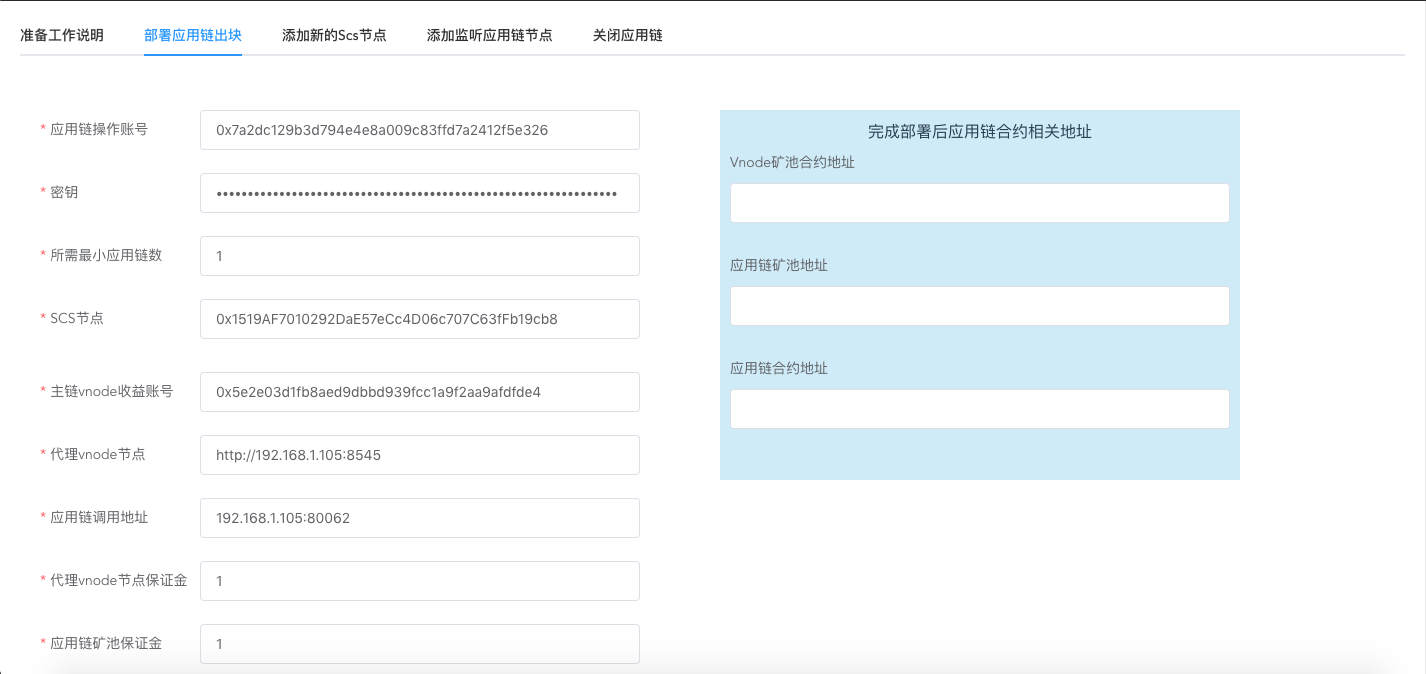 准备工作说明 部署应用链出块 添加新的Scs节点 添加监听应用链节点 关闭应用链
* 应用链操作账号 0x7a2dc129b3d794e4e8a009c83ffd7a2412f5e326
* 密钥 ••••••••••••••••••••••••••••••••••••••••••••••••••••••••••••••••
* 所需最小应用链数 1
* SCS节点 0x1519AF7010292DaE57eCc4D06c707C63fFb19cb8
* 主链vnode收益账号 0x5e2e03d1fb8aed9dbbd939fcc1a9f2aa9afdfde4
* 代理vnode节点 http://192.168.1.105:8545
* 应用链调用地址 192.168.1.105:80062
* 代理vnode节点保证金 1
* 应用链矿池保证金 1
完成部署后应用链合约相关地址
Vnode矿池合约地址
应用链矿池地址
应用链合约地址